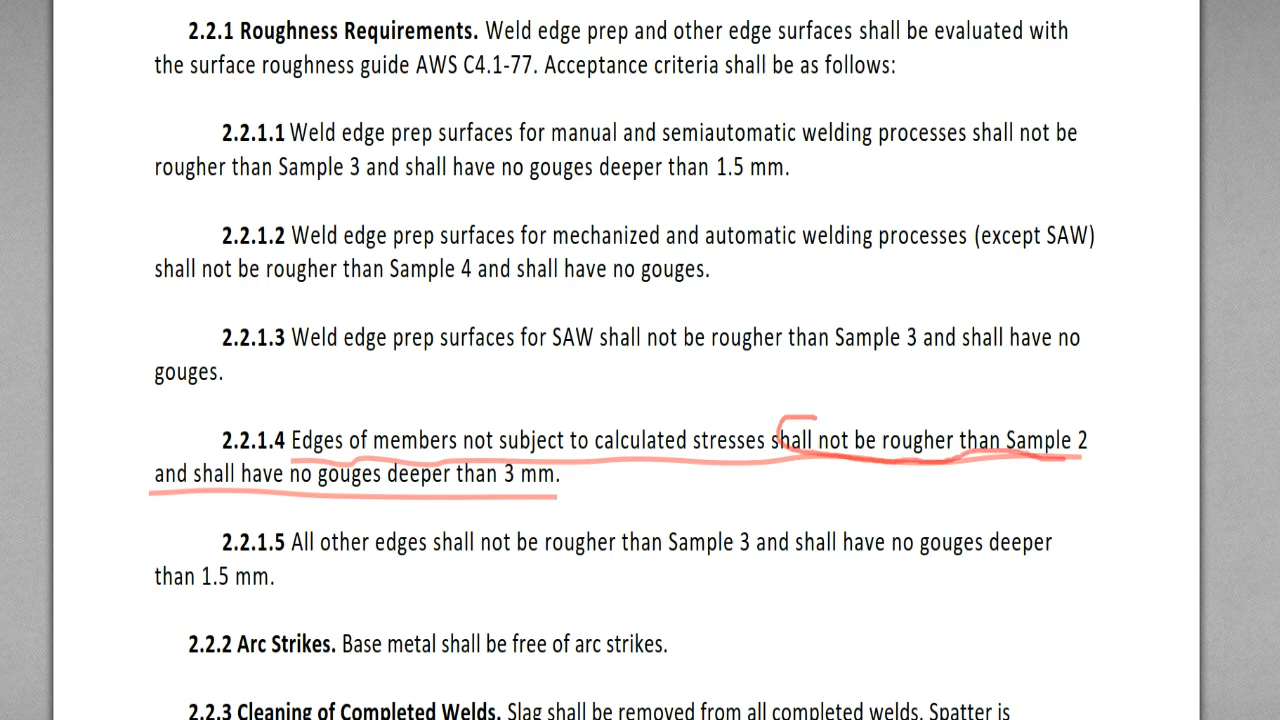 2.2.1 Roughness Requirements. Weld edge prep and other edge surfaces shall be evaluated with
the surface roughness guide AWS C4.1-77. Acceptance criteria shall be as follows:
2.2.1.1 Weld edge prep surfaces for manual and semiautomatic welding processes shall not be
rougher than Sample 3 and shall have no gouges deeper than 1.5 mm.
2.2.1.2 Weld edge prep surfaces for mechanized and automatic welding processes (except SAW)
shall not be rougher than Sample 4 and shall have no gouges.
2.2.1.3 Weld edge prep surfaces for SAW shall not be rougher than Sample 3 and shall have no
gouges.
2.2.1.4 Edges of members not subject to calculated stresses shall not be rougher than Sample 2
and shall have no gouges deeper than 3 mm.
2.2.1.5 All other edges shall not be rougher than Sample 3 and shall have no gouges deeper
than 1.5 mm.
2.2.2 Arc Strikes. Base metal shall be free of arc strikes.
2.2.3 Cleaning of Completed Welds. Slag shall be removed from all completed welds. Spatter is